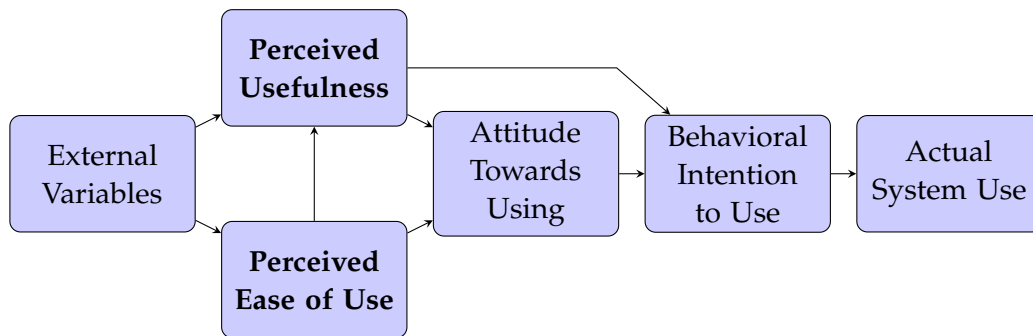 External
Variables
Perceived
Usefulness
Perceived
Ease of Use
Attitude
Towards
Using
Behavioral
Intention
to Use
Actual
System Use